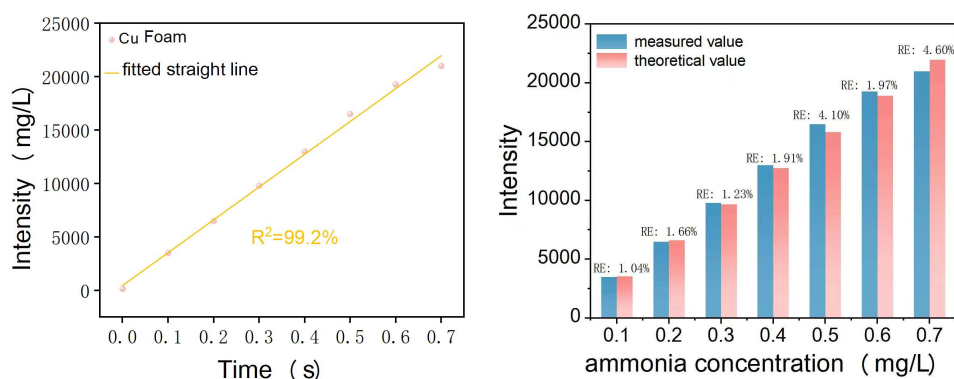 25000
20000
15000
10000
5000
0
Intensity ( mg/L)
Cu Foam
fitted straight line
R²=99.2%
0.0 0.1 0.2 0.3 0.4 0.5 0.6 0.7
Time (s)
25000
20000
15000
10000
5000
0
Intensity
measured value
theoretical value
RE: 1.04%
RE: 1.66%
RE: 1.23%
RE: 1.91%
RE: 4.10%
RE: 1.97%
RE: 4.60%
0.1 0.2 0.3 0.4 0.5 0.6 0.7
ammonia concentration ( mg/L)